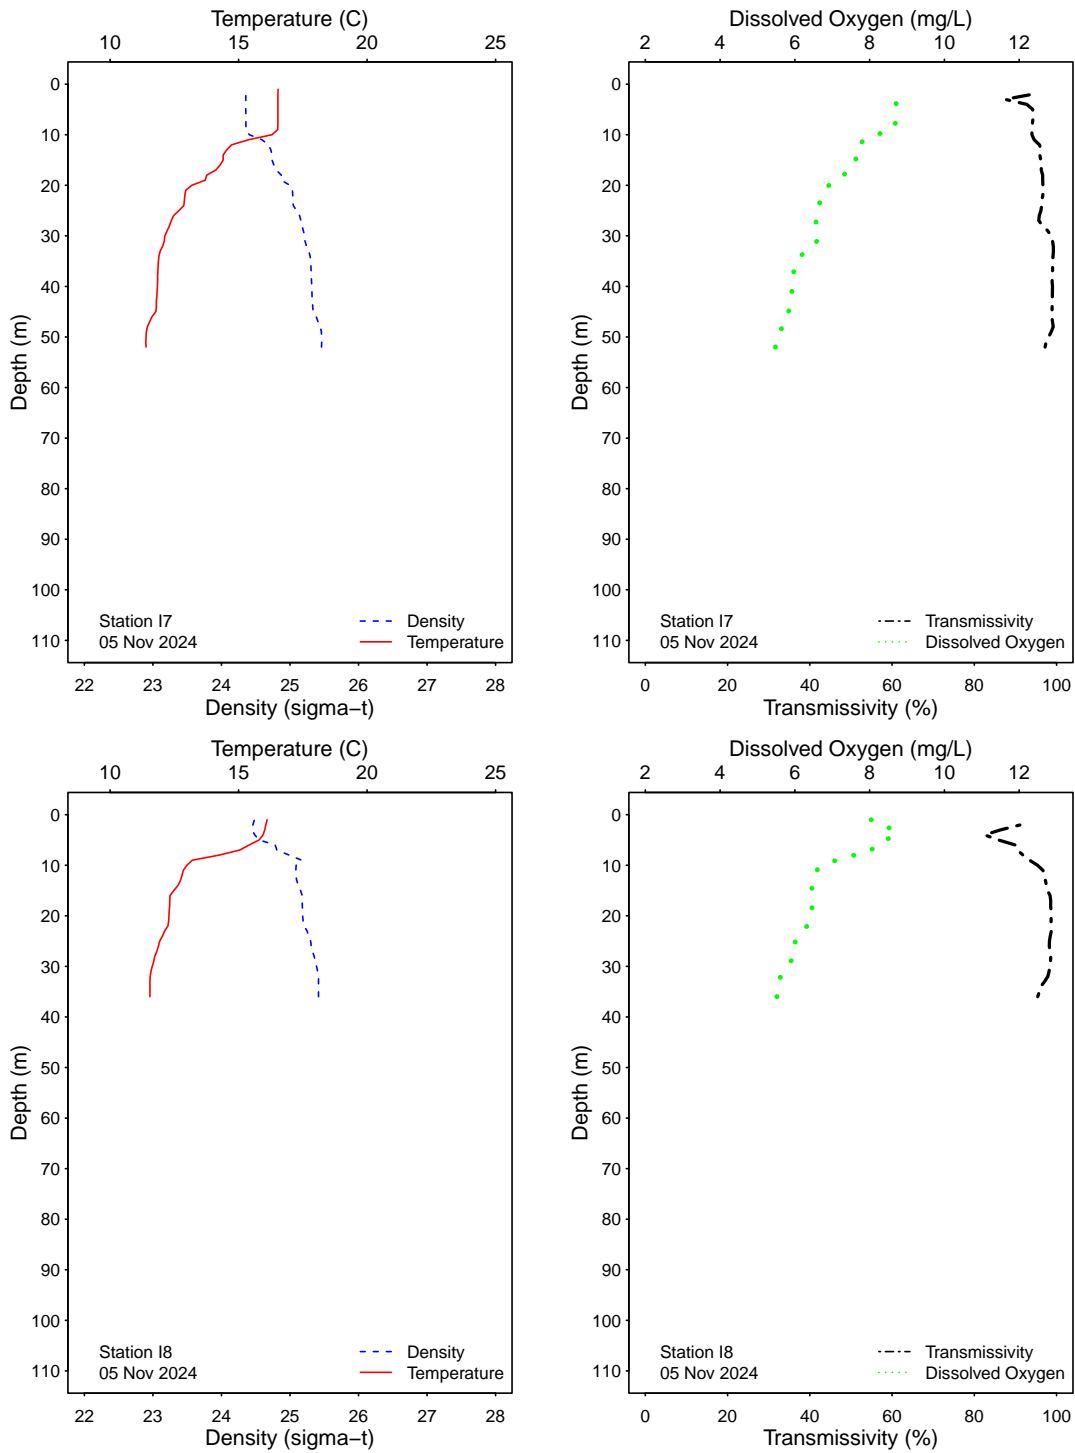 Temperature (C)
10 15 20 25
0
10
20
30
40
50
60
70
80
90
100
110
Depth (m)
Station I7
05 Nov 2024
Density
Temperature
22 23 24 25 26 27 28
Density (sigma−t)
Dissolved Oxygen (mg/L)
2 4 6 8 10 12
0
10
20
30
40
50
60
70
80
90
100
110
Depth (m)
Station I7
05 Nov 2024
Transmissivity
Dissolved Oxygen
0 20 40 60 80 100
Transmissivity (%)
Temperature (C)
10 15 20 25
0
10
20
30
40
50
60
70
80
90
100
110
Depth (m)
Station I8
05 Nov 2024
Density
Temperature
22 23 24 25 26 27 28
Density (sigma−t)
Dissolved Oxygen (mg/L)
2 4 6 8 10 12
0
10
20
30
40
50
60
70
80
90
100
110
Depth (m)
Station I8
05 Nov 2024
Transmissivity
Dissolved Oxygen
0 20 40 60 80 100
Transmissivity (%)